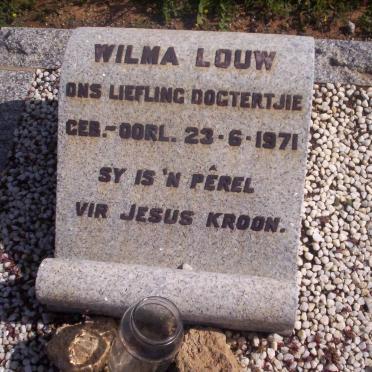 WILMA LOUW
ONS LIEFLING DOGTERTJIE
GEB.-OORL. 23-6-1971
SY IS 'N PÊREL
VIR JESUS KROON.